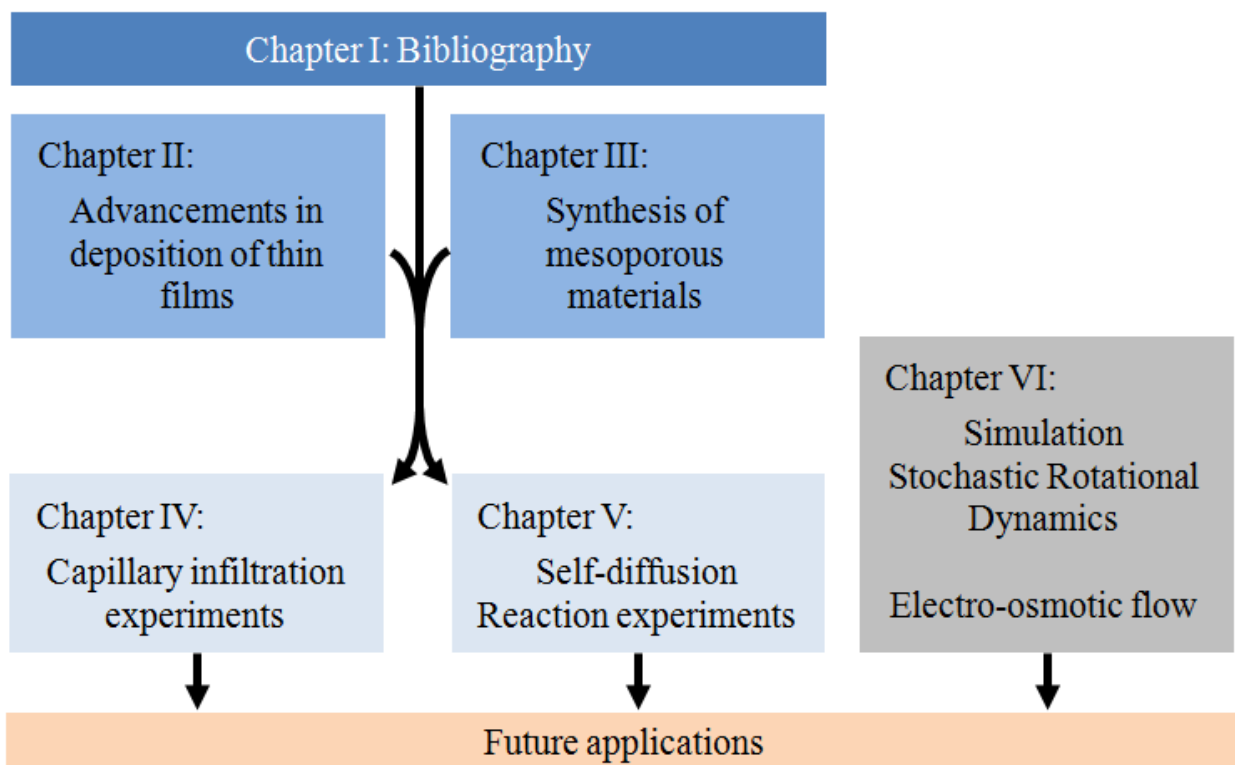 Chapter I: Bibliography
Chapter II:
Advancements in
deposition of thin
films
Chapter III:
Synthesis of
mesoporous
materials
Chapter IV:
Capillary infiltration
experiments
Chapter V:
Self-diffusion
Reaction experiments
Chapter VI:
Simulation
Stochastic Rotational
Dynamics
Electro-osmotic flow
Future applications